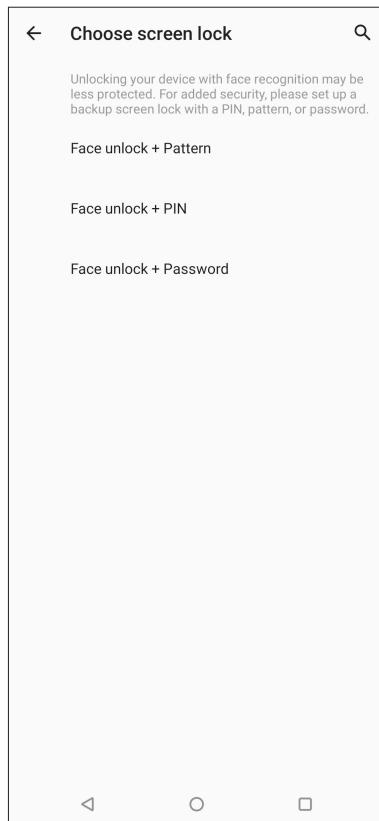 Choose screen lock
Unlocking your device with face recognition may be
less protected. For added security, please set up a
backup screen lock with a PIN, pattern, or password.
Face unlock + Pattern
Face unlock + PIN
Face unlock + Password